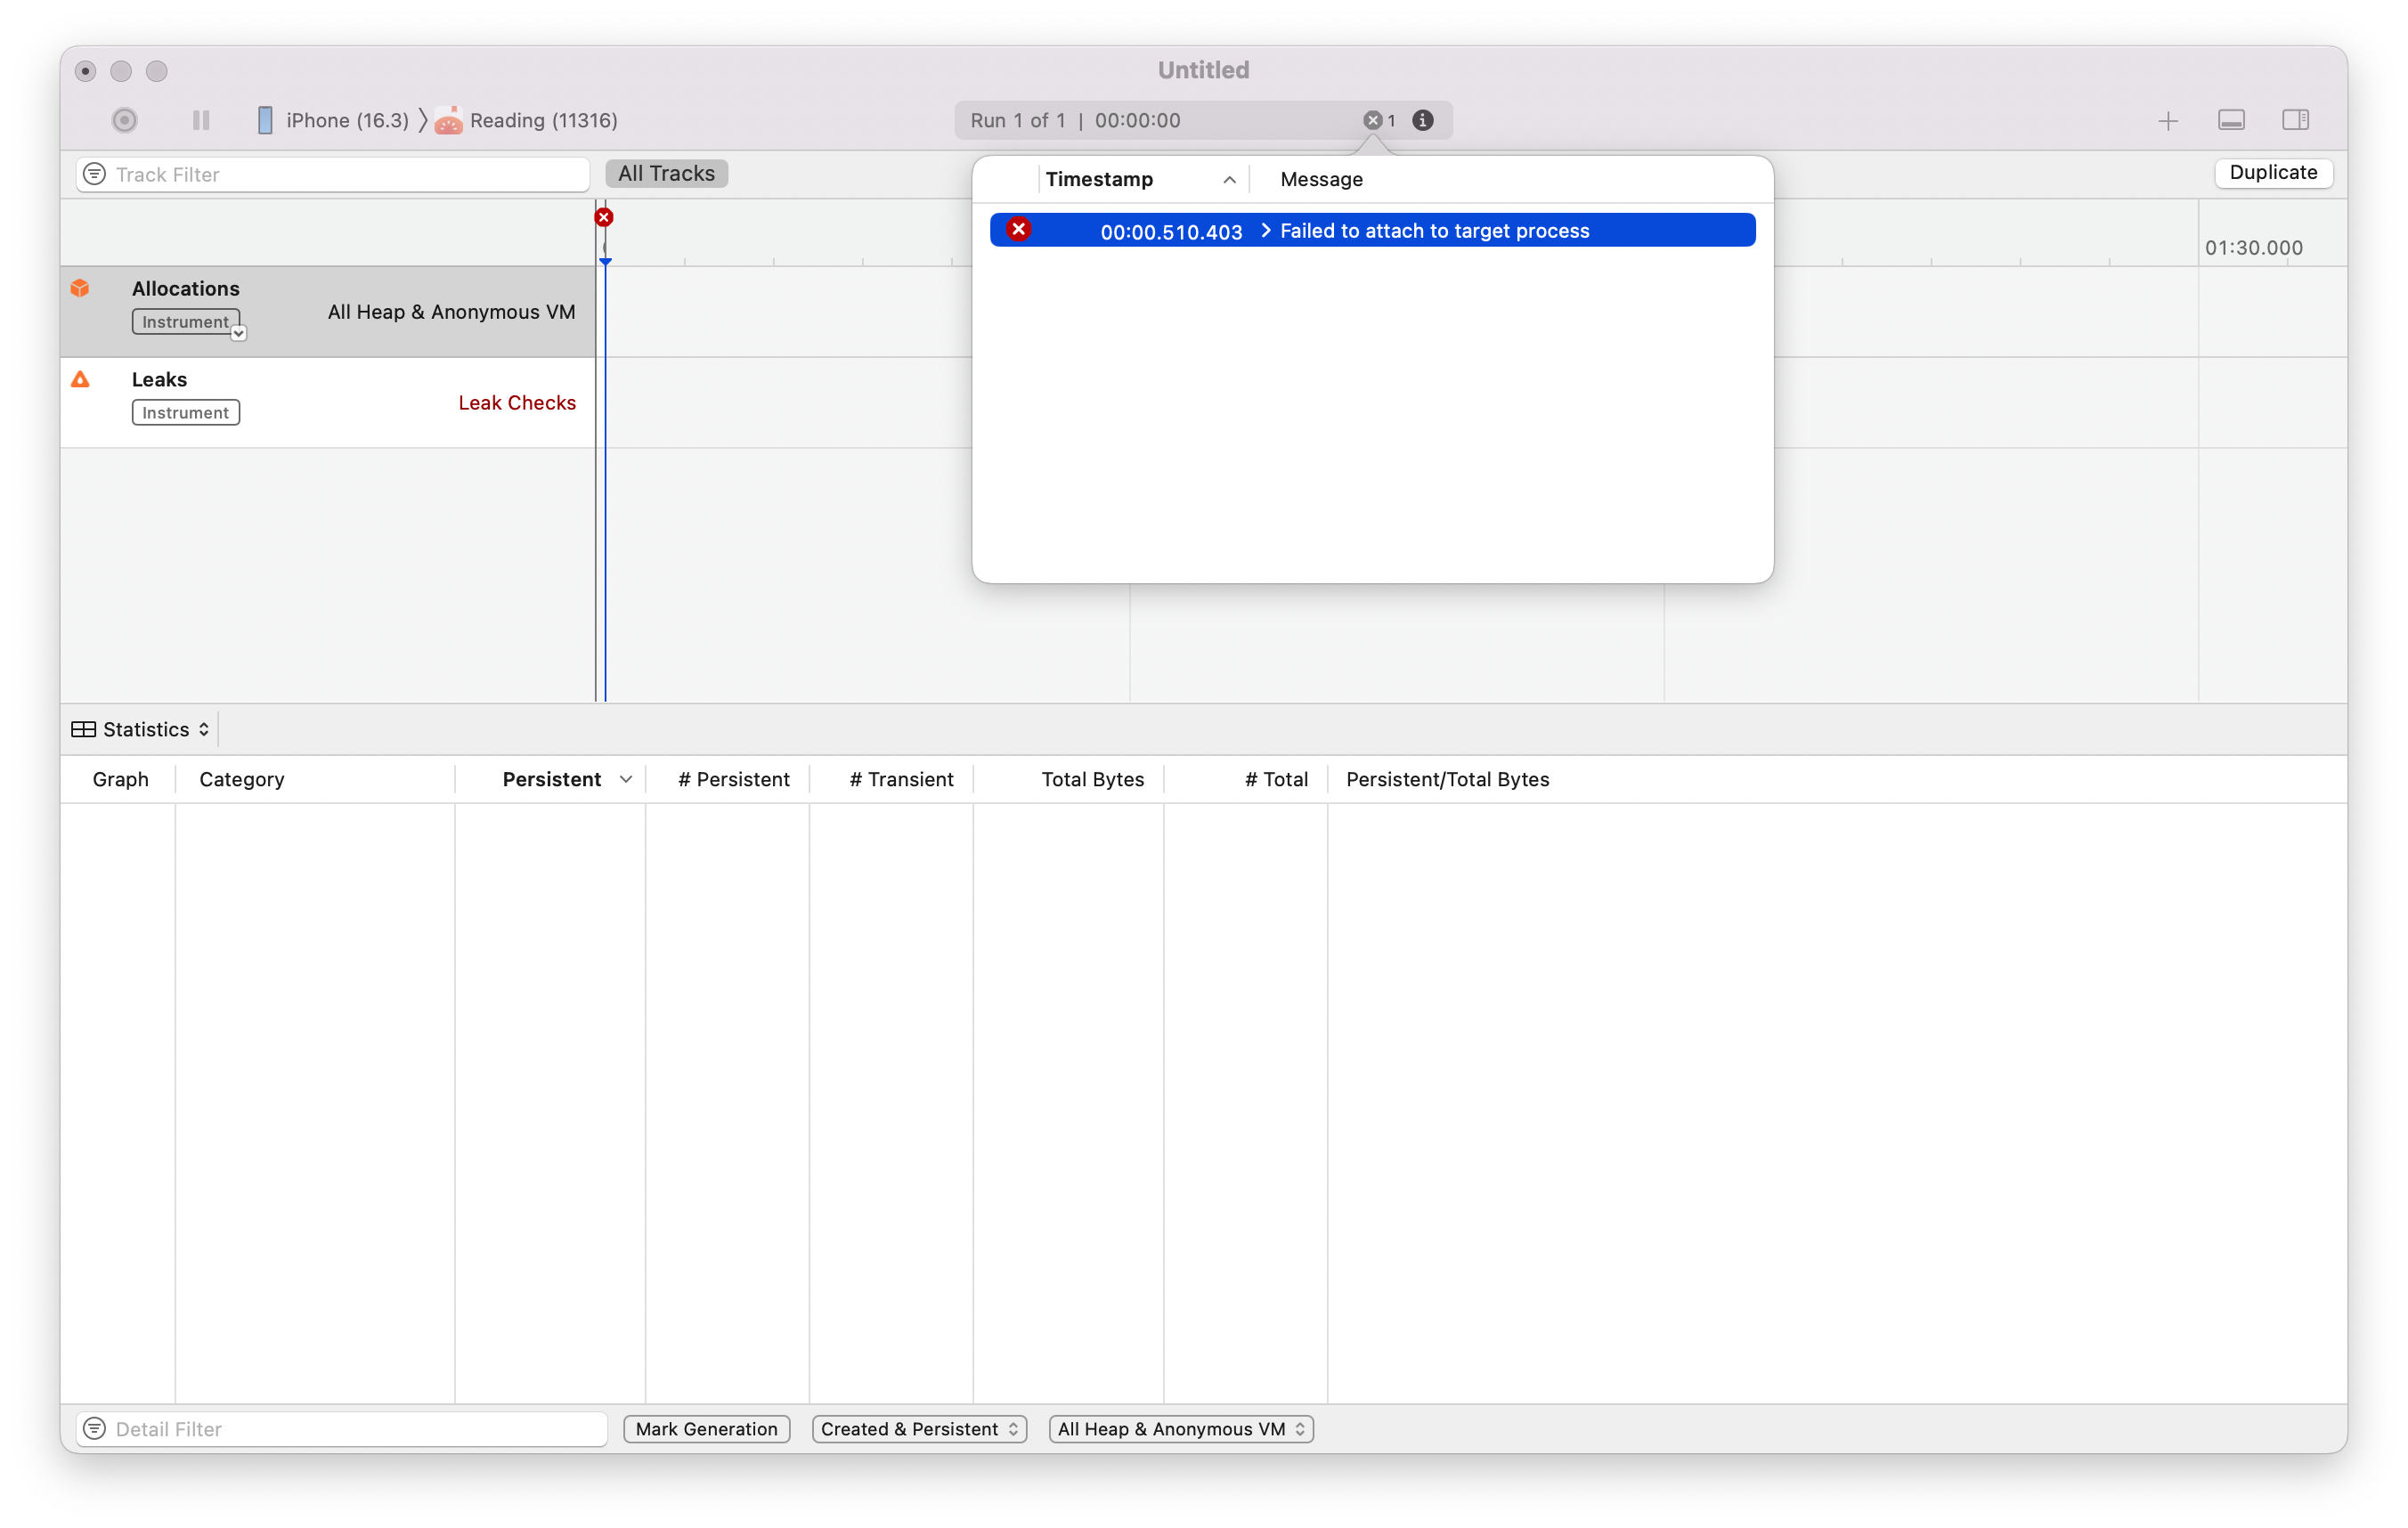 Untitled
iPhone (16.3) Reading (11316)
Run 1 of 1 | 00:00:00
1
Track Filter
All Tracks
Duplicate
Timestamp Message
00:00.510.403 Failed to attach to target process
01:30.000
Allocations
Instrument
All Heap & Anonymous VM
Leaks
Instrument
Leak Checks
Statistics
Graph Category Persistent # Persistent # Transient Total Bytes # Total Persistent/Total Bytes
Detail Filter
Mark Generation
Created & Persistent
All Heap & Anonymous VM